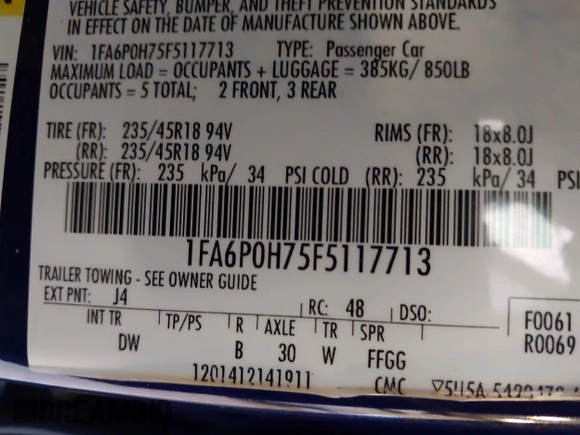 VEHICLE SAFETY, BUMPER, AND THEFT PREVENTION STANDARDS
IN EFFECT ON THE DATE OF MANUFACTURE SHOWN ABOVE.
VIN: 1FA6P0H75F5117713 TYPE: Passenger Car
MAXIMUM LOAD = OCCUPANTS + LUGGAGE = 385KG/ 850LB
OCCUPANTS = 5 TOTAL; 2 FRONT, 3 REAR
TIRE (FR): 235/45R18 94V RIMS (FR): 18x8.0J
(RR): 235/45R18 94V (RR): 18x8.0J
PRESSURE (FR): 235 kPa/ 34 PSI COLD (RR): 235 kPa/ 34 PSI
1FA6P0H75F5117713
TRAILER TOWING - SEE OWNER GUIDE
EXT PNT: J4 RC: 48 DSO: F0061
INT TR TP/PS R AXLE TR SPR R0069
DW B 30 W FFGG
1201412141911 CMC